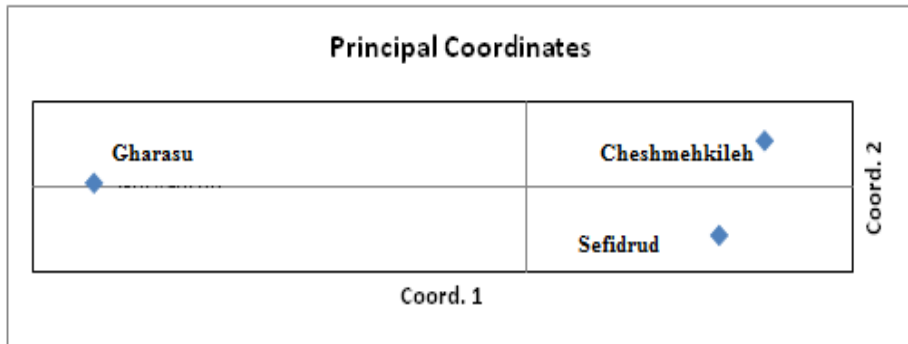 Principal Coordinates
Gharasu
Cheshmehkileh
Sefidrud
Coord. 2
Coord. 1